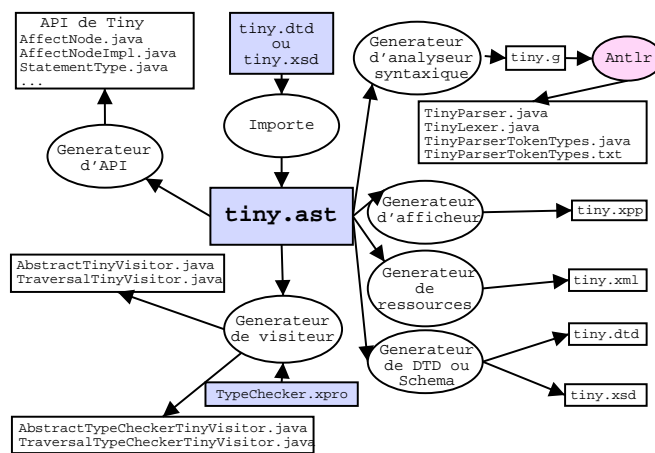 API de Tiny
AffectNode.java
AffectNodeImpl.java
StatementType.java
...
tiny.dtd
ou
tiny.xsd
Generateur
d'analyseur
syntaxique
tiny.g
Antlr
TinyParser.java
TinyLexer.java
TinyParserTokenTypes.java
TinyParserTokenTypes.txt
Importe
Generateur
d'API
tiny.ast
Generateur
d'afficheur
tiny.xpp
AbstractTinyVisitor.java
TraversalTinyVisitor.java
Generateur
de
ressources
tiny.xml
Generateur
de visiteur
Generateur
de DTD ou
Schema
tiny.dtd
tiny.xsd
TypeChecker.xpro
AbstractTypeCheckerTinyVisitor.java
TraversalTypeCheckerTinyVisitor.java